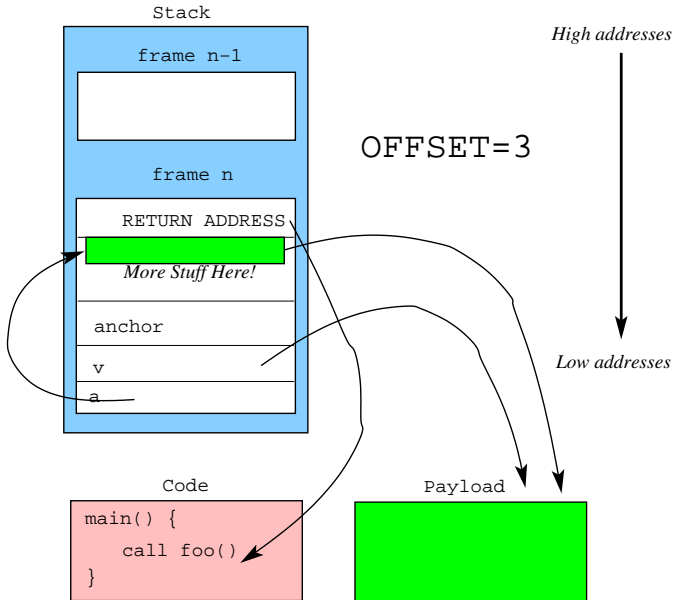 Stack
High addresses
frame n-1
OFFSET=3
frame n
RETURN ADDRESS
More Stuff Here!
anchor
v
Low addresses
a
Code
Payload
main() {
call foo()
}